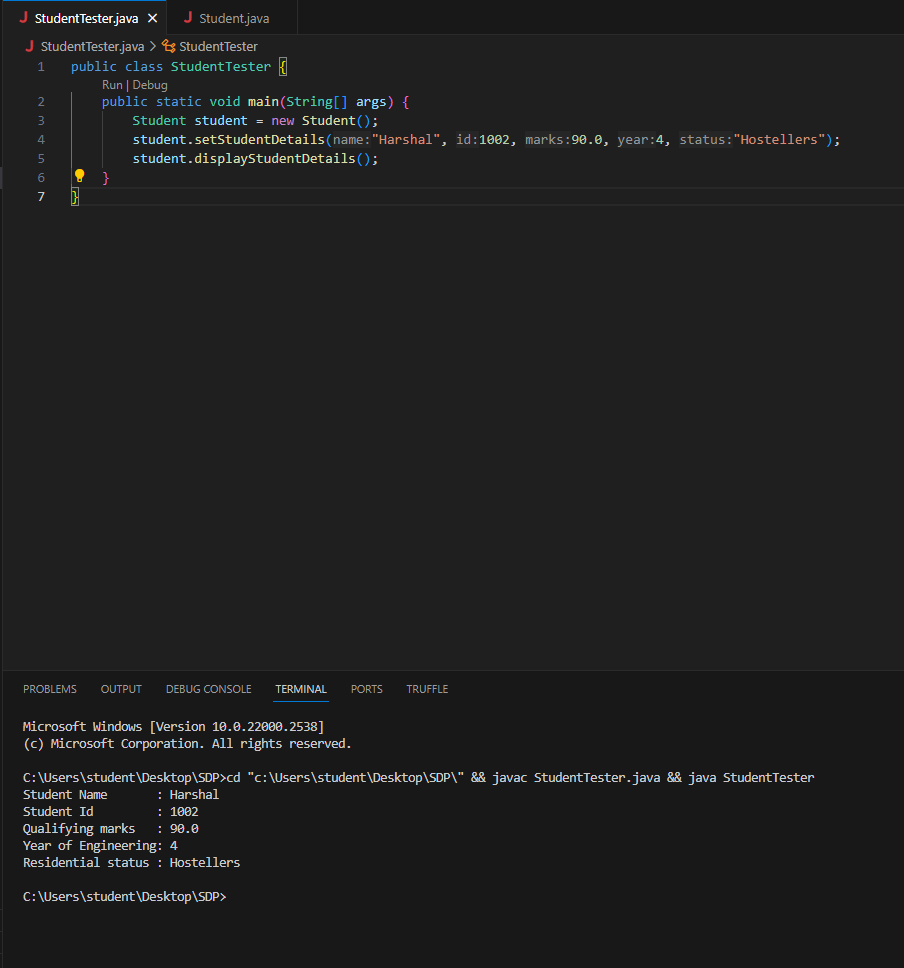 StudentTester.java Student.java
StudentTester.java > StudentTester
1 public class StudentTester {
Run | Debug
2 public static void main(String[] args) {
3 Student student = new Student();
4 student.setStudentDetails(name:"Harshal", id:1002, marks:90.0, year:4, status:"Hostellers");
5 student.displayStudentDetails();
6 }
7 }
PROBLEMS OUTPUT DEBUG CONSOLE TERMINAL PORTS TRUFFLE
Microsoft Windows [Version 10.0.22000.2538]
(c) Microsoft Corporation. All rights reserved.
C:\Users\student\Desktop\SDP>cd "c:\Users\student\Desktop\SDP\" && javac StudentTester.java && java StudentTester
Student Name : Harshal
Student Id : 1002
Qualifying marks : 90.0
Year of Engineering: 4
Residential status : Hostellers
C:\Users\student\Desktop\SDP>